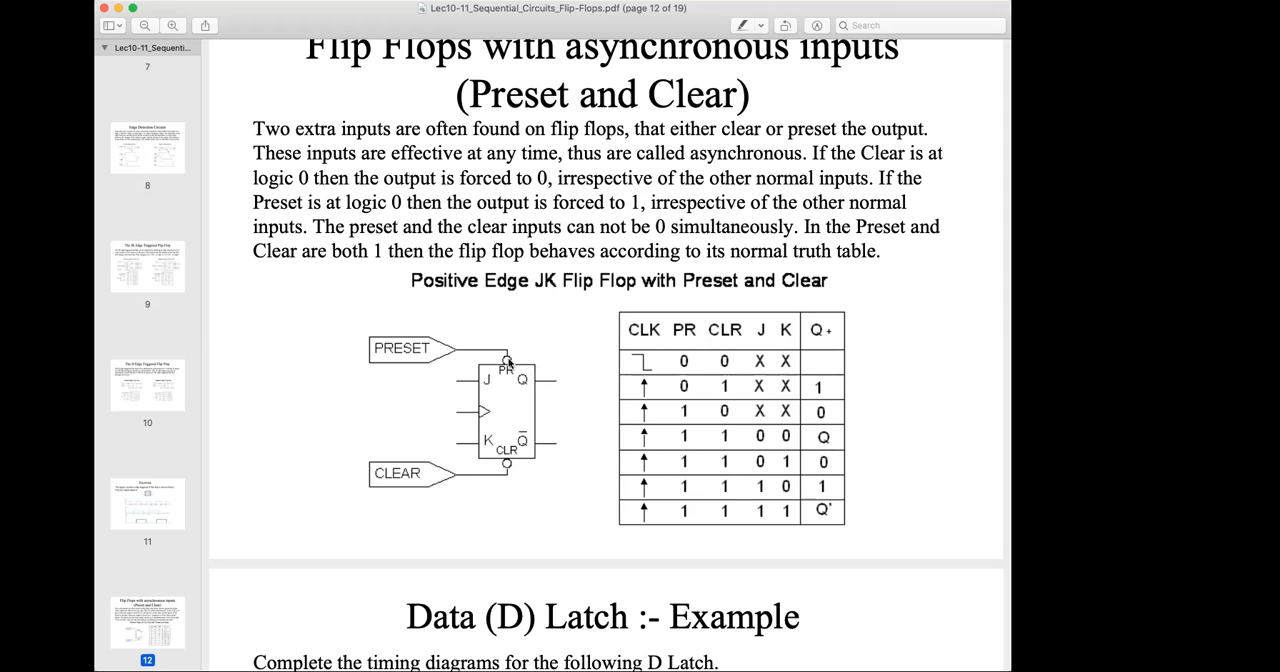 Lec10-11_Sequential_Circuits_Flip-Flops.pdf (page 12 of 19)
Search
Lec10-11_Sequenti...
7
8
9
10
11
12
Flip Flops with asynchronous inputs
(Preset and Clear)
Two extra inputs are often found on flip flops, that either clear or preset the output.
These inputs are effective at any time, thus are called asynchronous. If the Clear is at
logic 0 then the output is forced to 0, irrespective of the other normal inputs. If the
Preset is at logic 0 then the output is forced to 1, irrespective of the other normal
inputs. The preset and the clear inputs can not be 0 simultaneously. In the Preset and
Clear are both 1 then the flip flop behaves according to its normal truth table.
Positive Edge JK Flip Flop with Preset and Clear
PRESET
PR
J Q
K Q̅
CLR
CLEAR
CLK PR CLR J K Q+
0 0 X X
↑ 0 1 X X 1
↑ 1 0 X X 0
↑ 1 1 0 0 Q
↑ 1 1 0 1 0
↑ 1 1 1 0 1
↑ 1 1 1 1 Q'
Data (D) Latch :- Example
Complete the timing diagrams for the following D Latch.